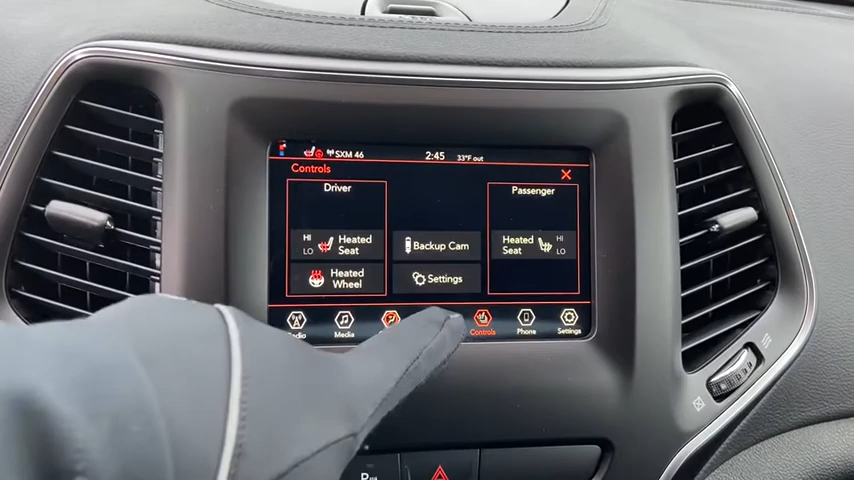 SXM 46
2:45
33°F out
Controls
X
Driver
Passenger
HI
LO
Heated
Seat
Backup Cam
Heated
Seat
HI
LO
Heated
Wheel
Settings
Media
Controls
Phone
Settings